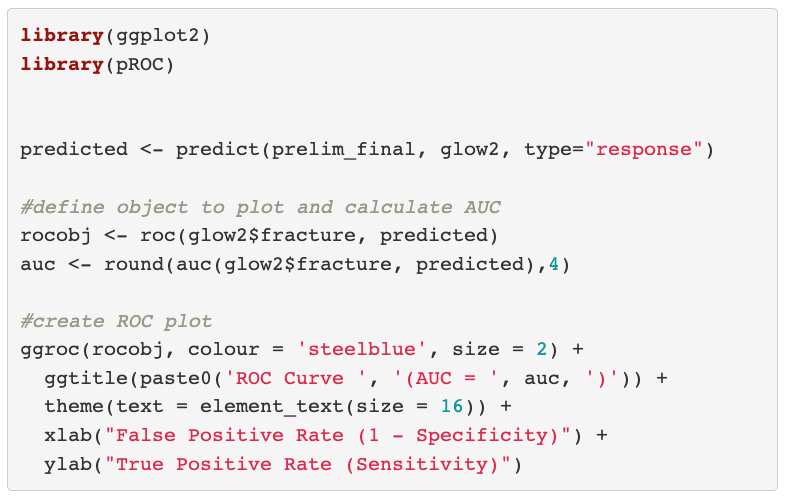 library(ggplot2)
library(pROC)
predicted <- predict(prelim_final, glow2, type="response")
#define object to plot and calculate AUC
rocobj <- roc(glow2$fracture, predicted)
auc <- round(auc(glow2$fracture, predicted),4)
#create ROC plot
ggroc(rocobj, colour = 'steelblue', size = 2) +
  ggtitle(paste0('ROC Curve ', '(AUC = ', auc, ')')) +
  theme(text = element_text(size = 16)) +
  xlab("False Positive Rate (1 - Specificity)") +
  ylab("True Positive Rate (Sensitivity)")